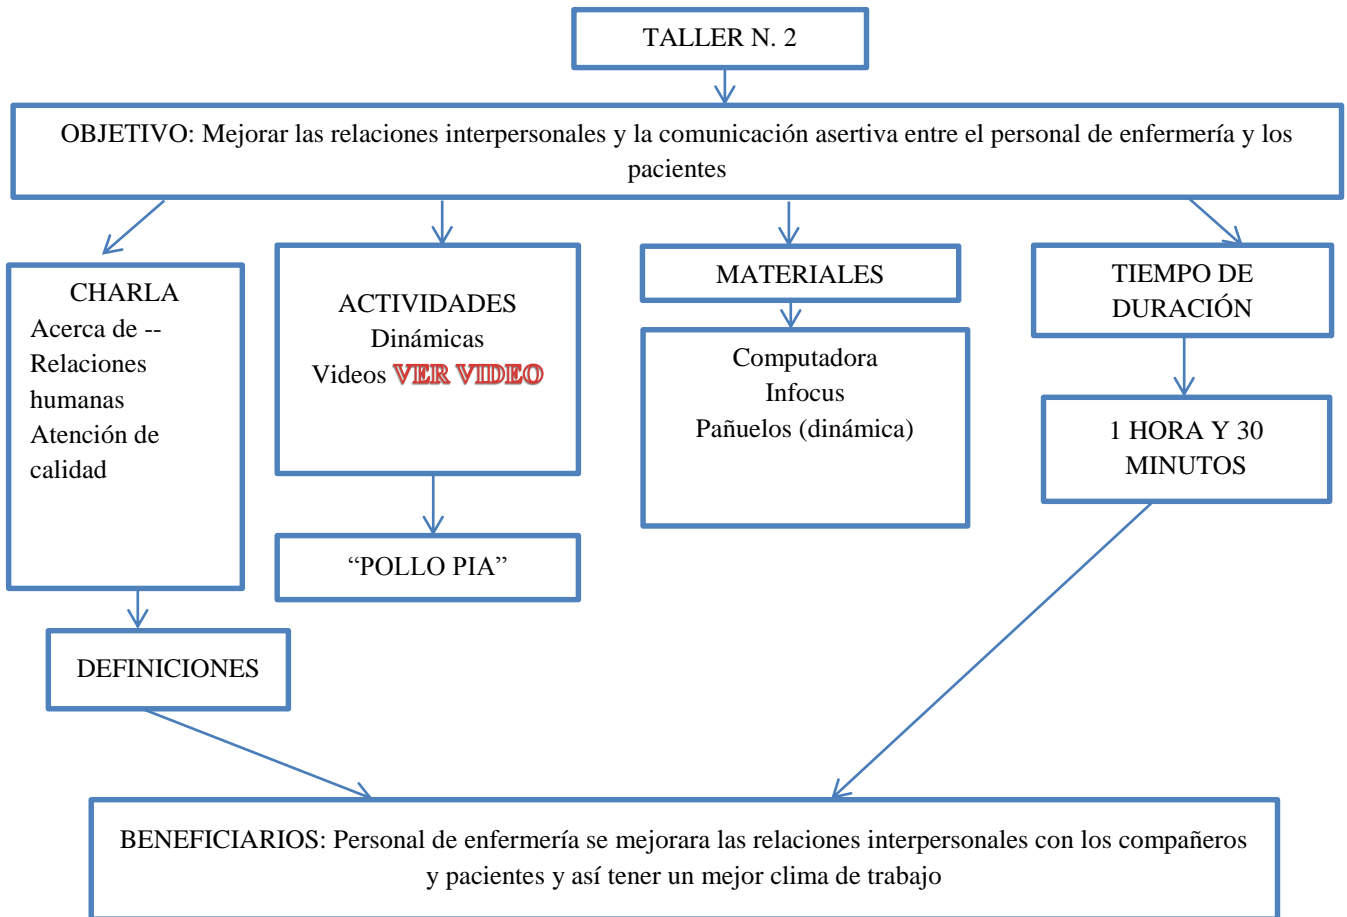 TALLER N. 2
OBJETIVO: Mejorar las relaciones interpersonales y la comunicación asertiva entre el personal de enfermería y los
pacientes
CHARLA
Acerca de --
Relaciones
humanas
Atención de
calidad
DEFINICIONES
ACTIVIDADES
Dinámicas
Videos VER VIDEO
“POLLO PIA”
MATERIALES
Computadora
Infocus
Pañuelos (dinámica)
TIEMPO DE
DURACIÓN
1 HORA Y 30
MINUTOS
BENEFICIARIOS: Personal de enfermería se mejorara las relaciones interpersonales con los compañeros
y pacientes y así tener un mejor clima de trabajo